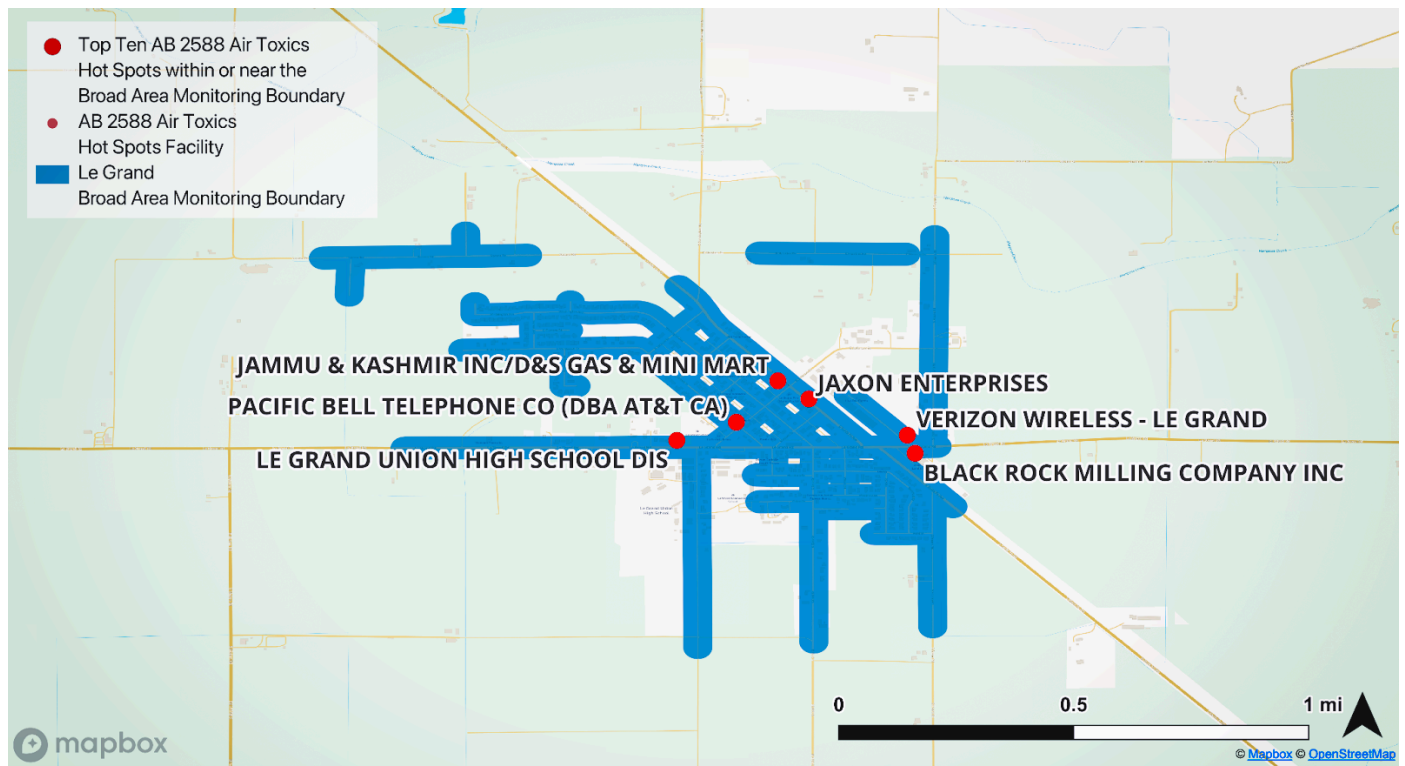 Top Ten AB 2588 Air Toxics
Hot Spots within or near the
Broad Area Monitoring Boundary
AB 2588 Air Toxics
Hot Spots Facility
Le Grand
Broad Area Monitoring Boundary
JAMMU & KASHMIR INC/D&S GAS & MINI MART
JAXON ENTERPRISES
PACIFIC BELL TELEPHONE CO (DBA AT&T CA)
VERIZON WIRELESS - LE GRAND
LE GRAND UNION HIGH SCHOOL DIS
BLACK ROCK MILLING COMPANY INC
0 0.5 1 mi
mapbox
© Mapbox © OpenStreetMap